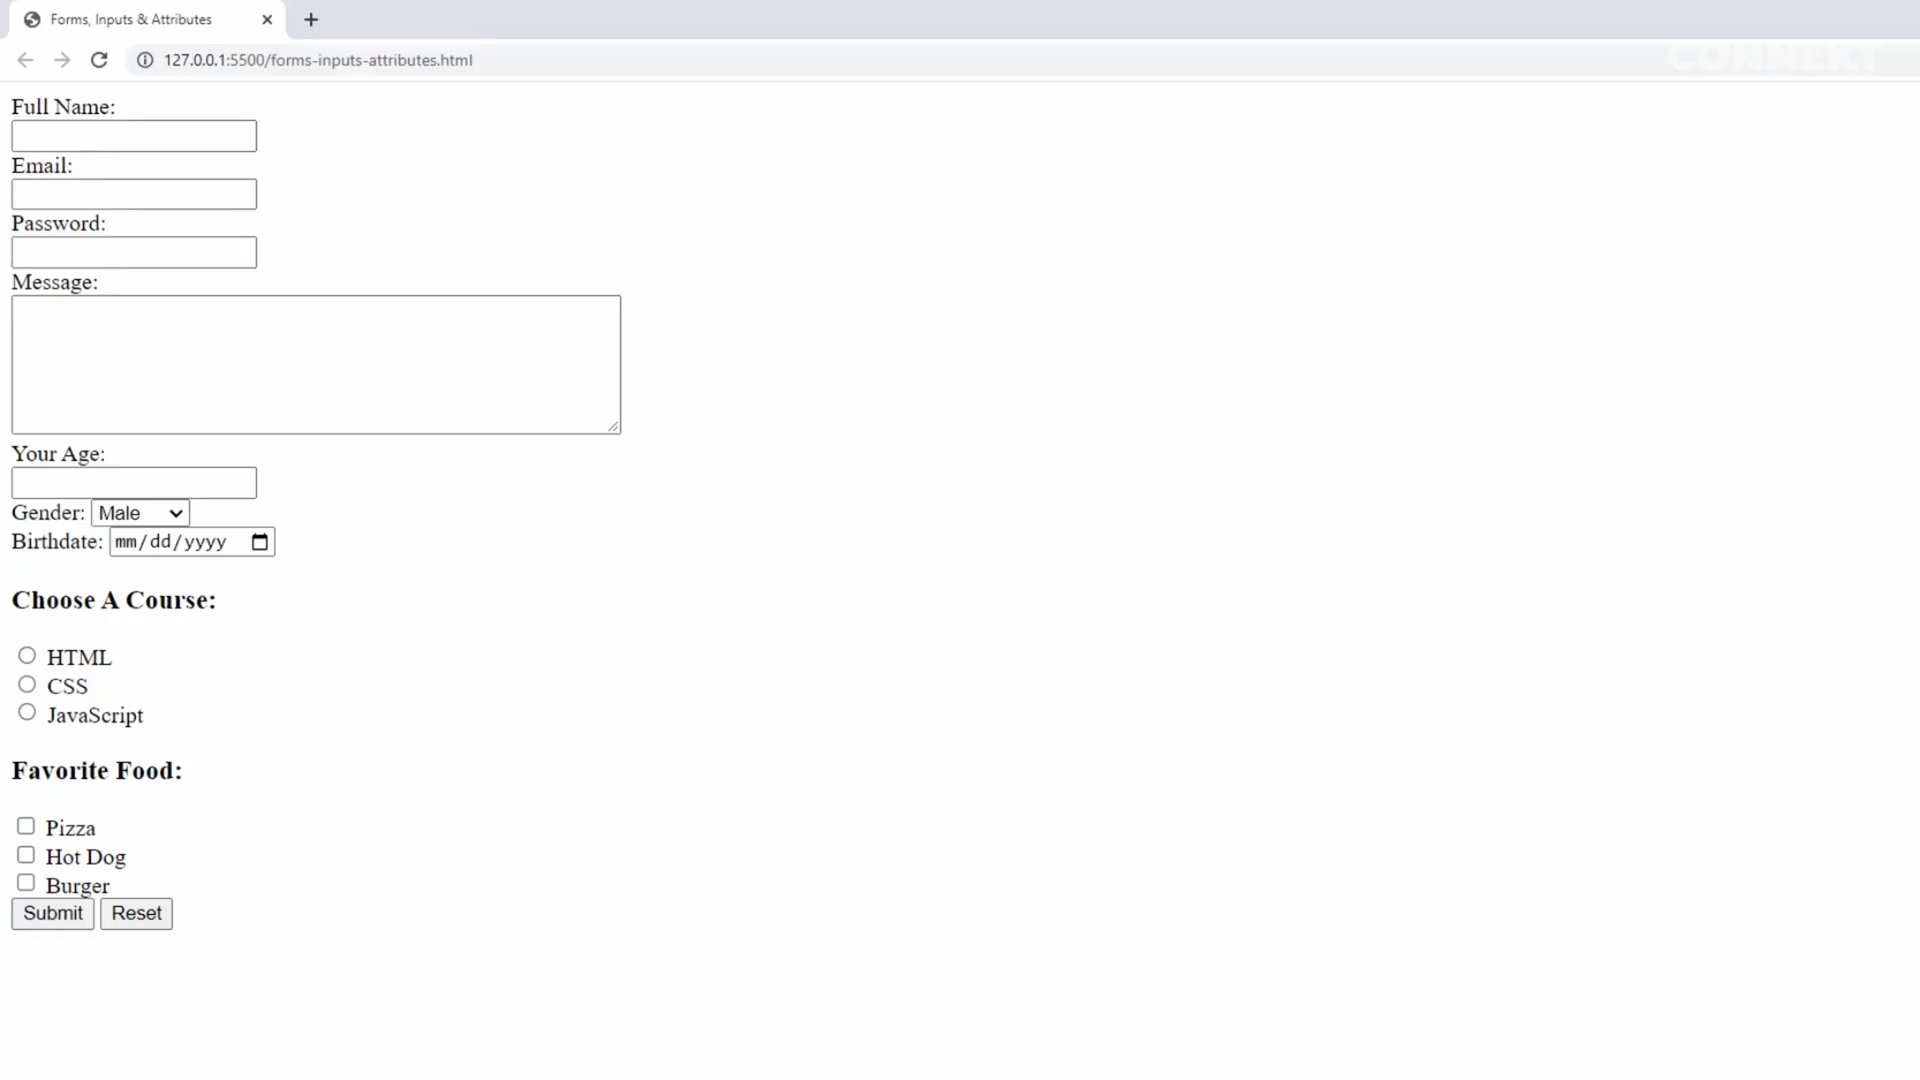 Forms, Inputs & Attributes
127.0.0.1:5500/forms-inputs-attributes.html
CONNEKT
Full Name:
Email:
Password:
Message:
Your Age:
Gender: Male
Birthdate: mm/dd/yyyy
Choose A Course:
HTML
CSS
JavaScript
Favorite Food:
Pizza
Hot Dog
Burger
Submit Reset